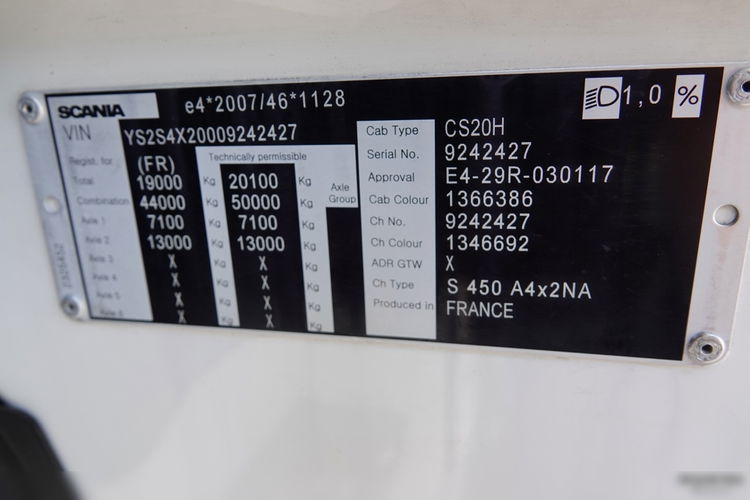 SCANIA e4*2007/46*1128 1,0 %
VIN YS2S4X20009242427
Regist. for (FR) Technically permissible
Total 19000 Kg 20100 Kg Axle Group
Combination 44000 Kg 50000 Kg
Axle 1 7100 Kg 7100 Kg
Axle 2 13000 Kg 13000 Kg
Axle 3 X Kg X Kg
Axle 4 X Kg X Kg
Axle 5 X Kg X Kg
Axle 6 X Kg X Kg
Cab Type CS20H
Serial No. 9242427
Approval E4-29R-030117
Cab Colour 1366386
Ch No. 9242427
Ch Colour 1346692
ADR GTW X
Ch Type S 450 A4x2NA
Produced in FRANCE